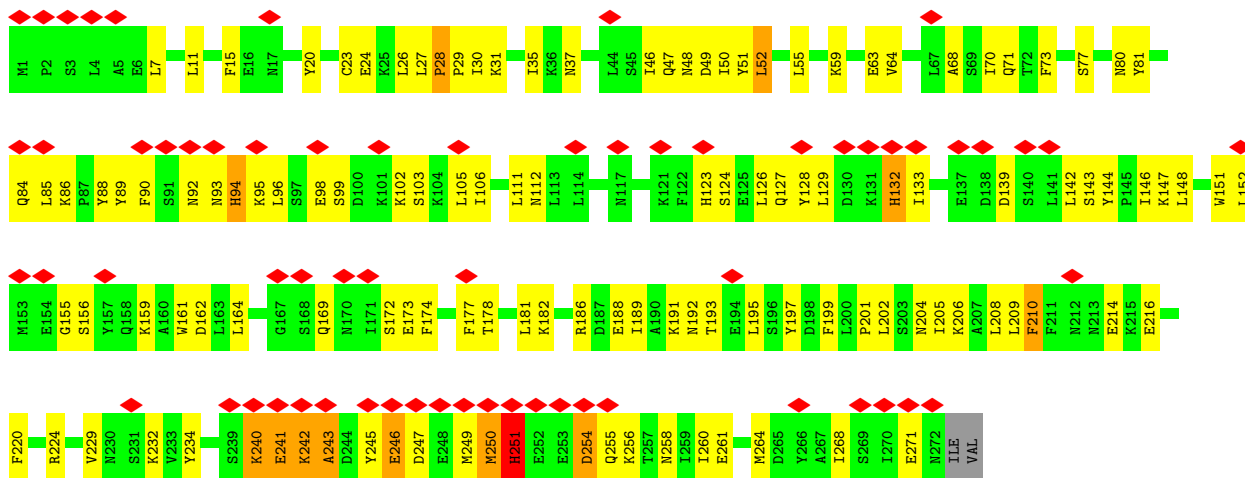 M1 P2 S3 L4 A5 E6 L7 L11 F15 E16 N17 Y20 C23 E24 K25 L26 L27 P28 P29 I30 K31 I35 K36 N37 L44 S45 I46 Q47 N48 D49 I50 Y51 L52 L55 K59 E63 V64 L67 A68 S69 I70 Q71 T72 F73 S77 N80 Y81
Q84 L85 K86 P87 Y88 Y89 F90 S91 N92 N93 H94 K95 L96 S97 E98 S99 D100 K101 K102 S103 K104 L105 I106 L111 N112 L113 L114 N117 K121 F122 H123 S124 E125 L126 Q127 Y128 L129 D130 K131 H132 I133 E137 D138 D139 S140 L141 L142 S143 Y144 P145 I146 K147 L148 W151 L152
M153 E154 G155 S156 Y157 Q158 K159 A160 W161 D162 L163 L164 G167 S168 Q169 N170 I171 S172 E173 F174 F177 T178 L181 K182 R186 D187 E188 I189 A190 K191 N192 T193 E194 L195 S196 Y197 D198 F199 L200 P201 L202 S203 N204 I205 K206 A207 L208 L209 F210 F211 N212 N213 E214 K215 E216
F220 R224 V229 N230 S231 K232 V233 Y234 S239 K240 E241 K242 A243 D244 Y245 E246 D247 E248 M249 M250 H251 E252 E253 D254 Q255 K256 T257 N258 I259 I260 E261 M264 D265 Y266 A267 I268 S269 I270 E271 N272 ILE VAL